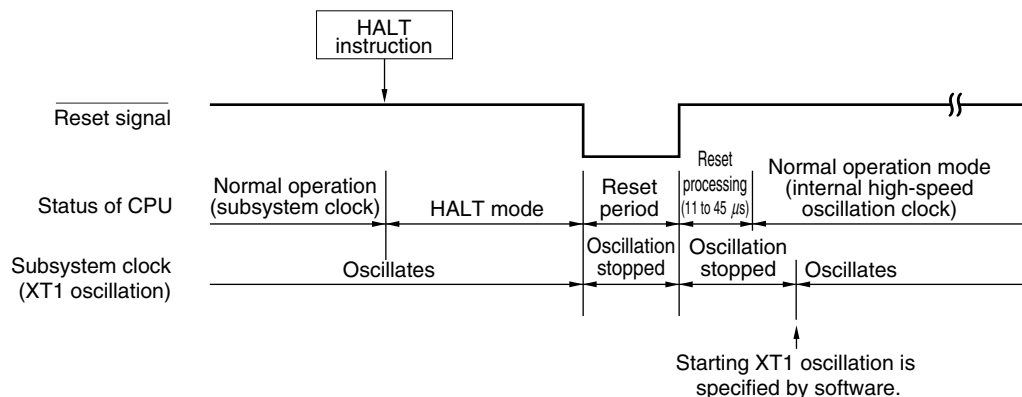 HALT
instruction
Reset signal
Status of CPU
Normal operation
(subsystem clock)
HALT mode
Reset
period
Reset
processing
(11 to 45 μs)
Normal operation mode
(internal high-speed
oscillation clock)
Subsystem clock
(XT1 oscillation)
Oscillates
Oscillation
stopped
Oscillation
stopped
Oscillates
Starting XT1 oscillation is
specified by software.